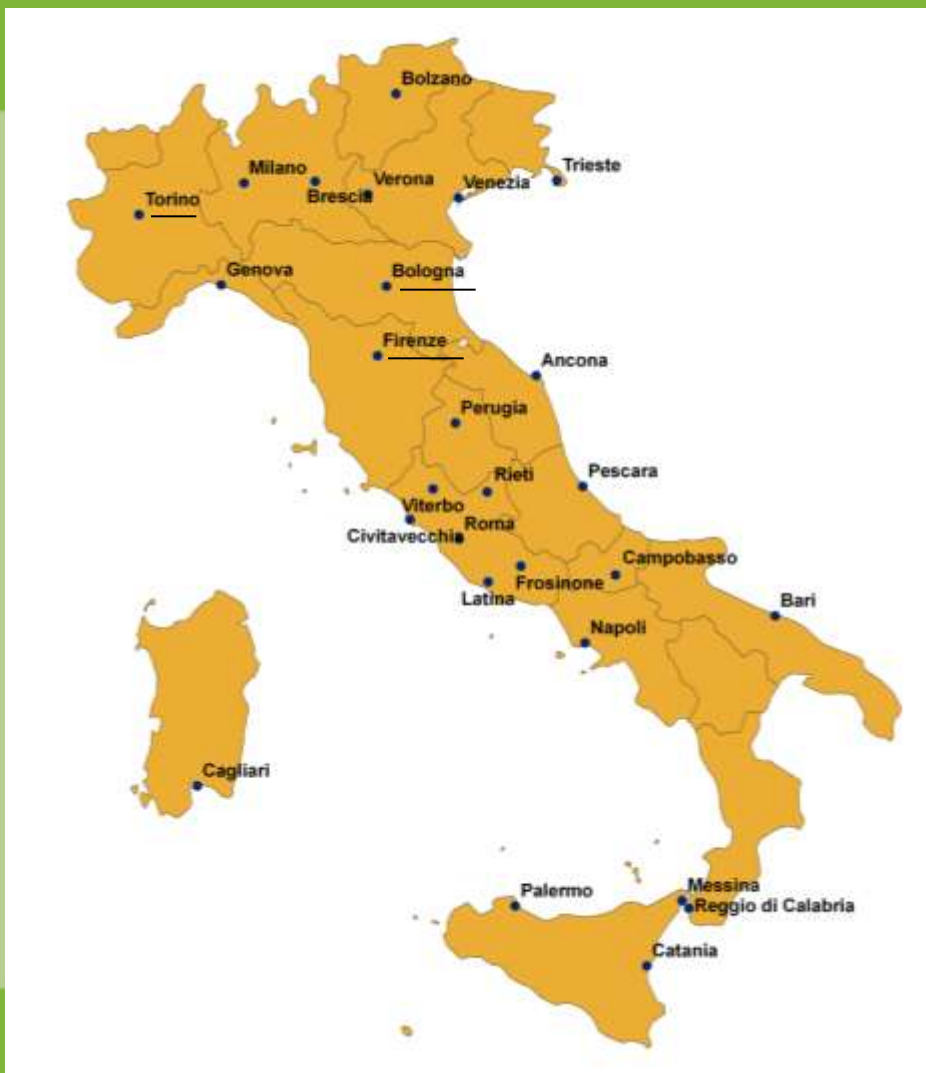 Bolzano
Trieste
Milano
Verona
Venezia
Brescia
Torino
Genova
Bologna
Firenze
Ancona
Perugia
Rieti
Pescara
Viterbo
Roma
Civitavecchia
Campobasso
Frosinone
Latina
Bari
Napoli
Cagliari
Messina
Palermo
Reggio di Calabria
Catania